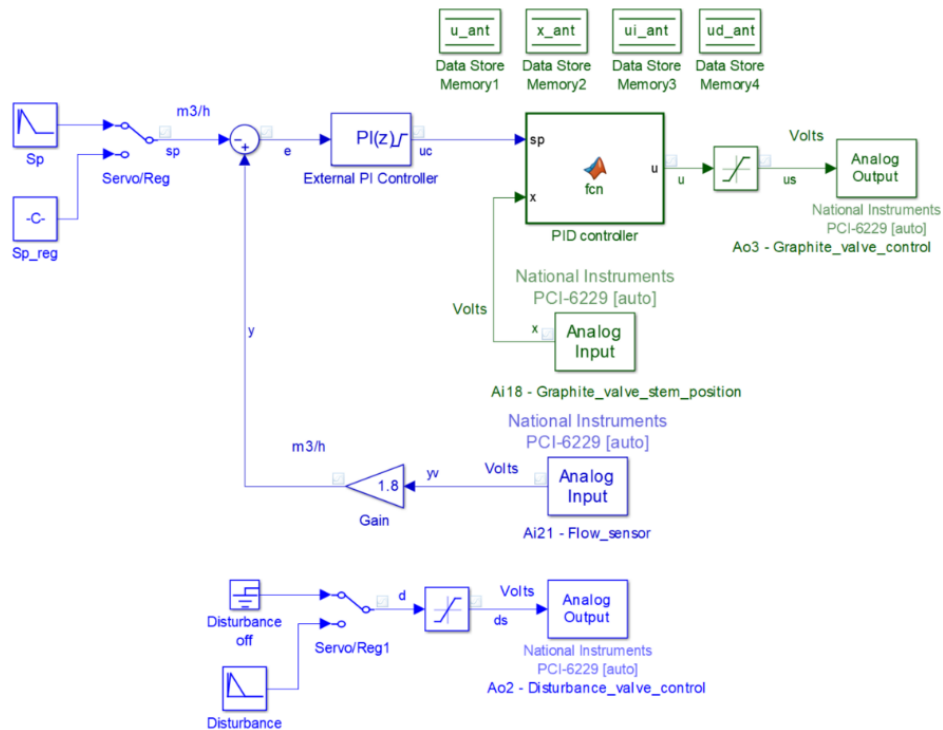 u_ant
x_ant
ui_ant
ud_ant
Data Store
Memory1
Data Store
Memory2
Data Store
Memory3
Data Store
Memory4
Sp
m3/h
sp
Servo/Reg
-C-
Sp_reg
e
PI(z)
uc
External PI Controller
sp
x
fcn
u
PID controller
u
us
Volts
Analog
Output
National Instruments
PCI-6229 [auto]
Ao3 - Graphite_valve_control
National Instruments
PCI-6229 [auto]
Volts
x
Analog
Input
Ai18 - Graphite_valve_stem_position
y
National Instruments
PCI-6229 [auto]
m3/h
1.8
Gain
yv
Volts
Analog
Input
Ai21 - Flow_sensor
Disturbance
off
Servo/Reg1
d
Volts
ds
Analog
Output
National Instruments
PCI-6229 [auto]
Ao2 - Disturbance_valve_control
Disturbance